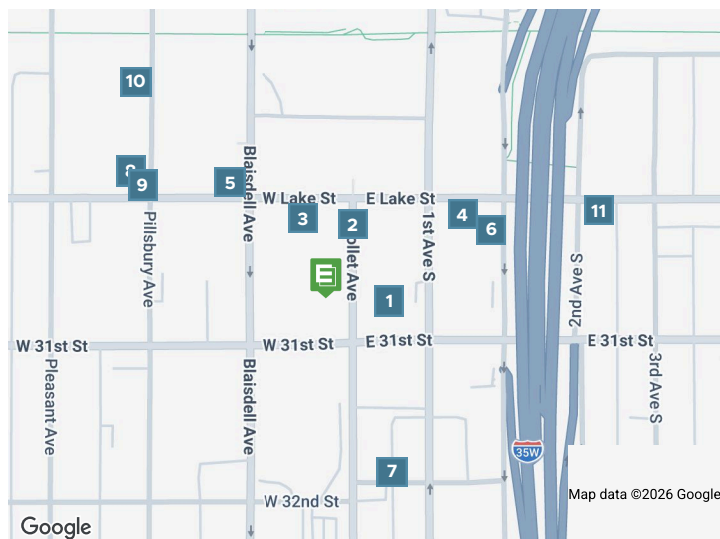 10
8
9
5
Blaisdell Ave
W Lake St
E Lake St
3
2
4
6
11
1st Ave S
Pillsbury Ave
E
1
2nd Ave S
W 31st St
W 31st St
E 31st St
E 31st St
Pleasant Ave
Blaisdell Ave
3rd Ave S
35W
7
W 32nd St
Map data ©2026 Google
Google